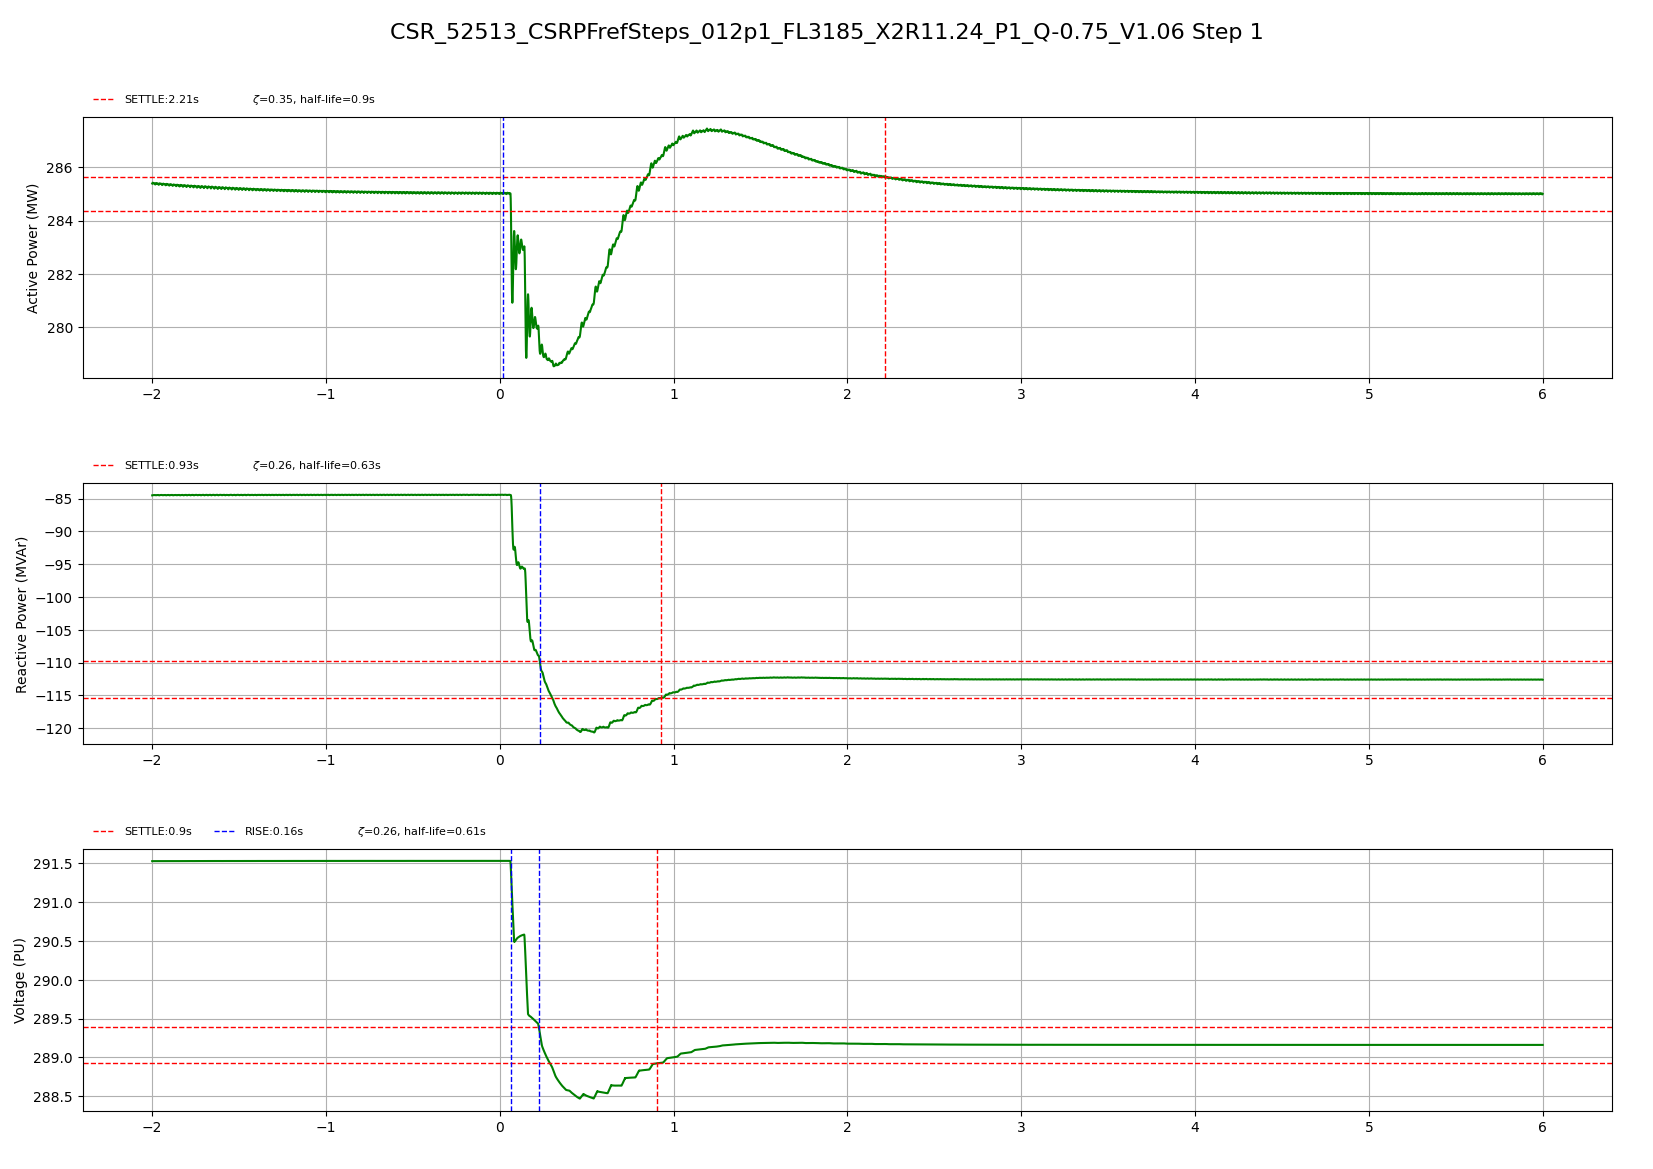 CSR_52513_CSRPFrefSteps_012p1_FL3185_X2R11.24_P1_Q-0.75_V1.06 Step 1
SETTLE:2.21s ζ=0.35, half-life=0.9s
Active Power (MW)
286
284
282
280
−2 −1 0 1 2 3 4 5 6
SETTLE:0.93s ζ=0.26, half-life=0.63s
Reactive Power (MVAr)
−85
−90
−95
−100
−105
−110
−115
−120
−2 −1 0 1 2 3 4 5 6
SETTLE:0.9s RISE:0.16s ζ=0.26, half-life=0.61s
Voltage (PU)
291.5
291.0
290.5
290.0
289.5
289.0
288.5
−2 −1 0 1 2 3 4 5 6